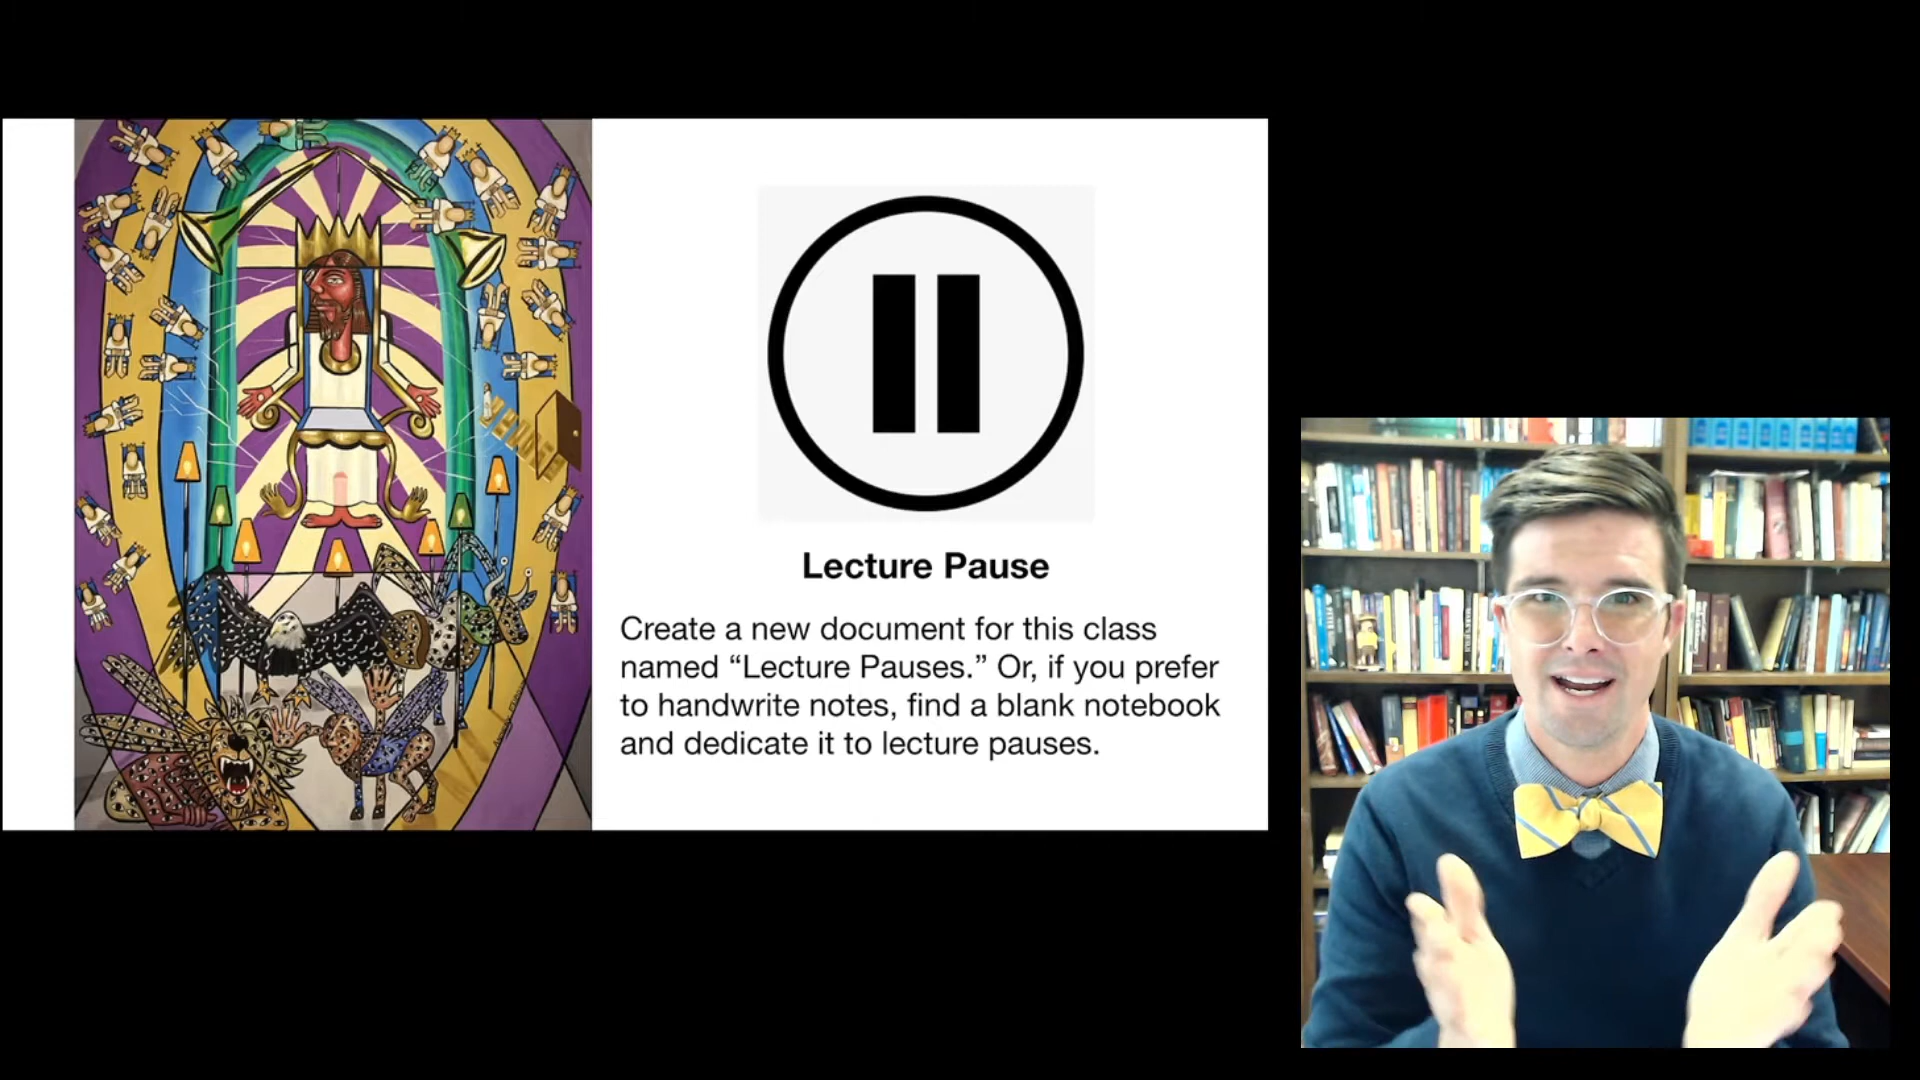 Lecture Pause
Create a new document for this class
named “Lecture Pauses.” Or, if you prefer
to handwrite notes, find a blank notebook
and dedicate it to lecture pauses.